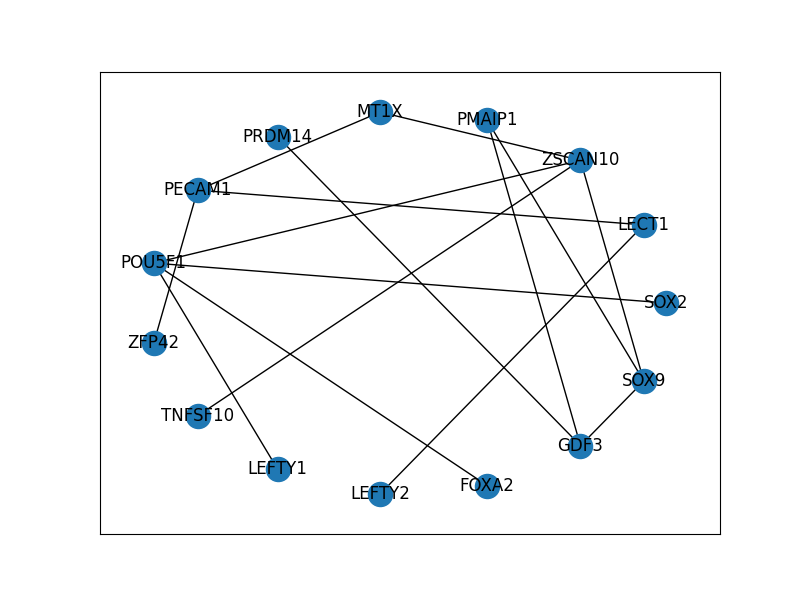 MT1X
PMAIP1
PRDM14
ZSCAN10
PECAM1
LECT1
POU5F1
SOX2
ZFP42
SOX9
TNFSF10
GDF3
LEFTY1
FOXA2
LEFTY2